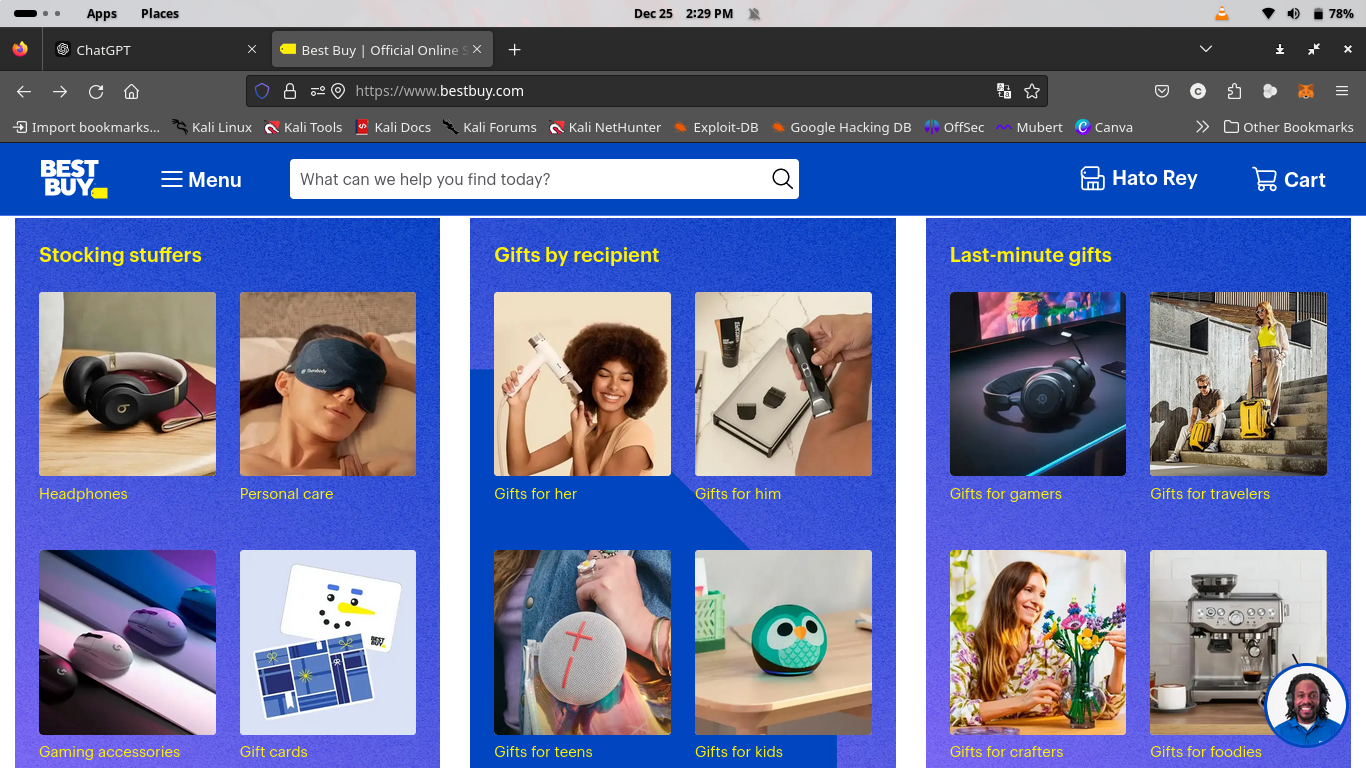 Apps Places Dec 25 2:29 PM 78%
ChatGPT Best Buy | Official Online S
https://www.bestbuy.com
Import bookmarks... Kali Linux Kali Tools Kali Docs Kali Forums Kali NetHunter Exploit-DB Google Hacking DB OffSec Mubert Canva Other Bookmarks
BEST BUY Menu What can we help you find today? Hato Rey Cart
Stocking stuffers Gifts by recipient Last-minute gifts
Headphones Personal care Gifts for her Gifts for him Gifts for gamers Gifts for travelers
BEST BUY
Gaming accessories Gift cards Gifts for teens Gifts for kids Gifts for crafters Gifts for foodies